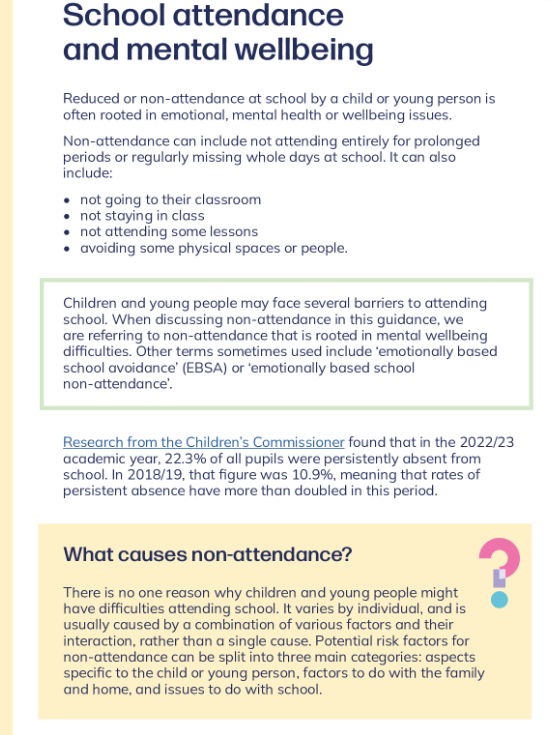 School attendance
and mental wellbeing
Reduced or non-attendance at school by a child or young person is
often rooted in emotional, mental health or wellbeing issues.
Non-attendance can include not attending entirely for prolonged
periods or regularly missing whole days at school. It can also
include:
• not going to their classroom
• not staying in class
• not attending some lessons
• avoiding some physical spaces or people.
Children and young people may face several barriers to attending
school. When discussing non-attendance in this guidance, we
are referring to non-attendance that is rooted in mental wellbeing
difficulties. Other terms sometimes used include ‘emotionally based
school avoidance’ (EBSA) or ‘emotionally based school
non-attendance’.
Research from the Children’s Commissioner found that in the 2022/23
academic year, 22.3% of all pupils were persistently absent from
school. In 2018/19, that figure was 10.9%, meaning that rates of
persistent absence have more than doubled in this period.
What causes non-attendance?
There is no one reason why children and young people might
have difficulties attending school. It varies by individual, and is
usually caused by a combination of various factors and their
interaction, rather than a single cause. Potential risk factors for
non-attendance can be split into three main categories: aspects
specific to the child or young person, factors to do with the family
and home, and issues to do with school.